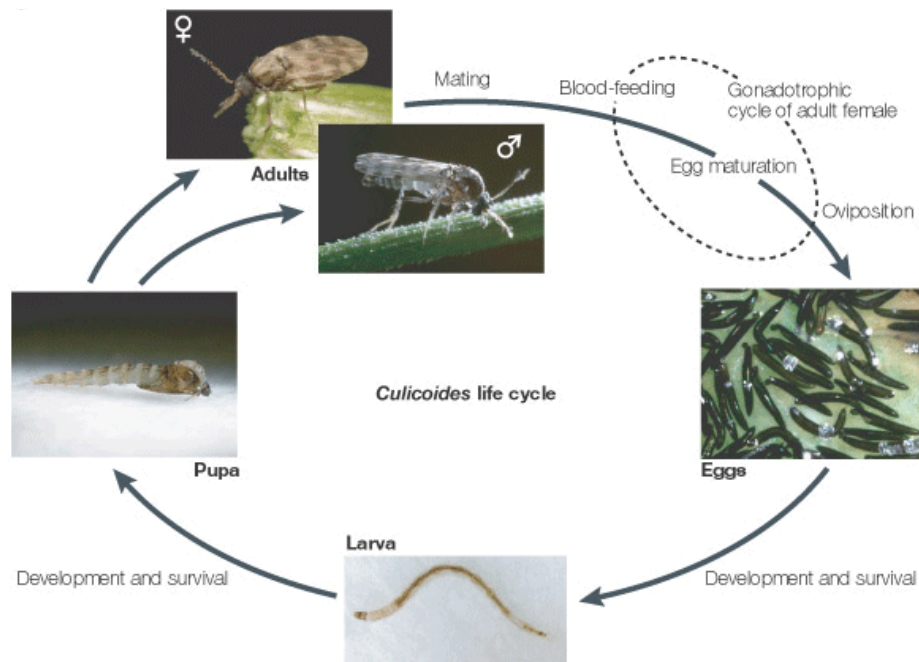 ♀
Mating
Blood-feeding
Gonadotrophic
cycle of adult female
♂
Adults
Egg maturation
Oviposition
Culicoides life cycle
Pupa
Eggs
Larva
Development and survival
Development and survival